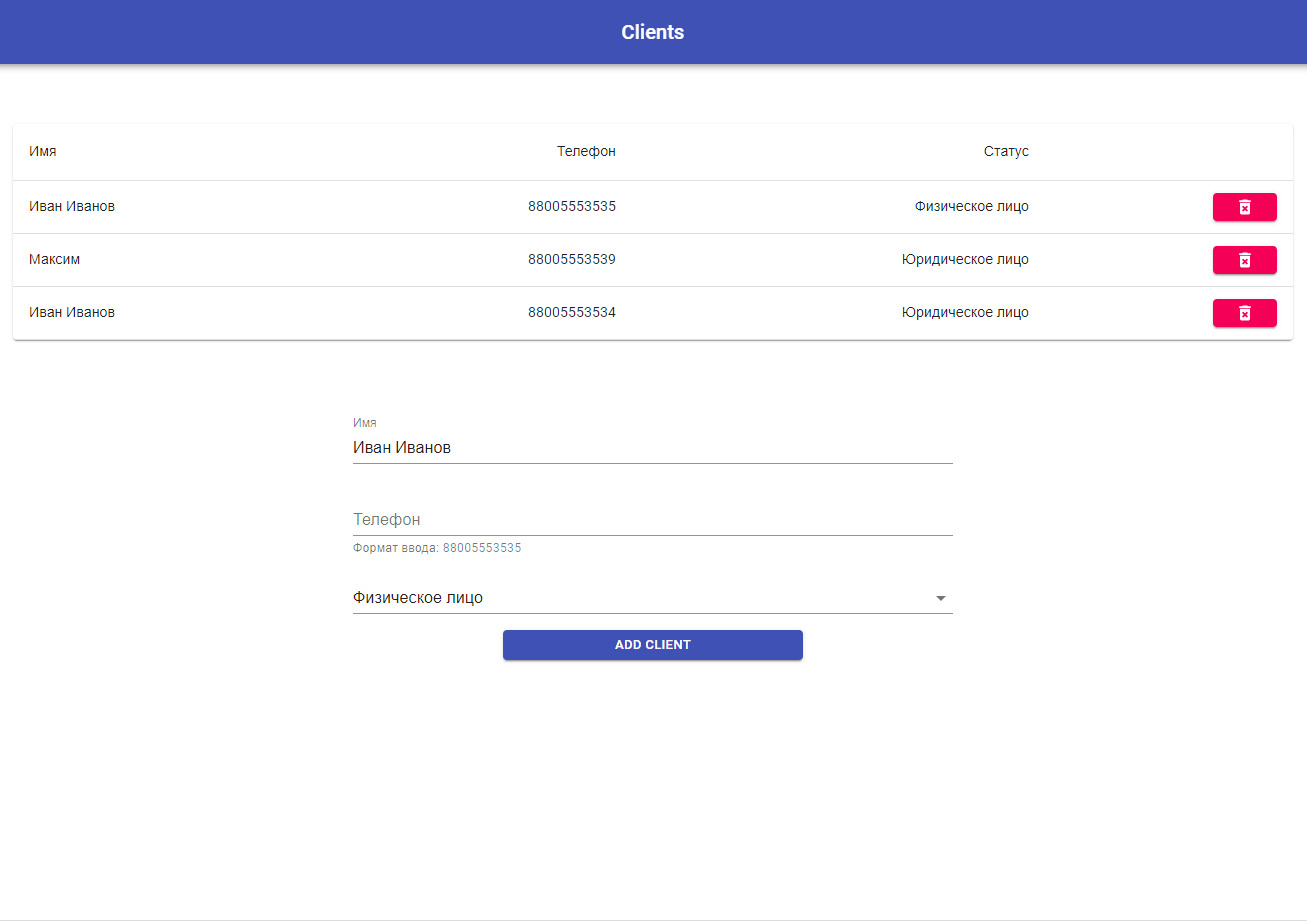 Clients
Имя Телефон Статус
Иван Иванов 88005553535 Физическое лицо
Максим 88005553539 Юридическое лицо
Иван Иванов 88005553534 Юридическое лицо
Имя
Иван Иванов
Телефон
Формат ввода: 88005553535
Физическое лицо
ADD CLIENT